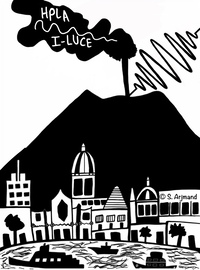 HPLA
I-LUCE
© S. Arjmand